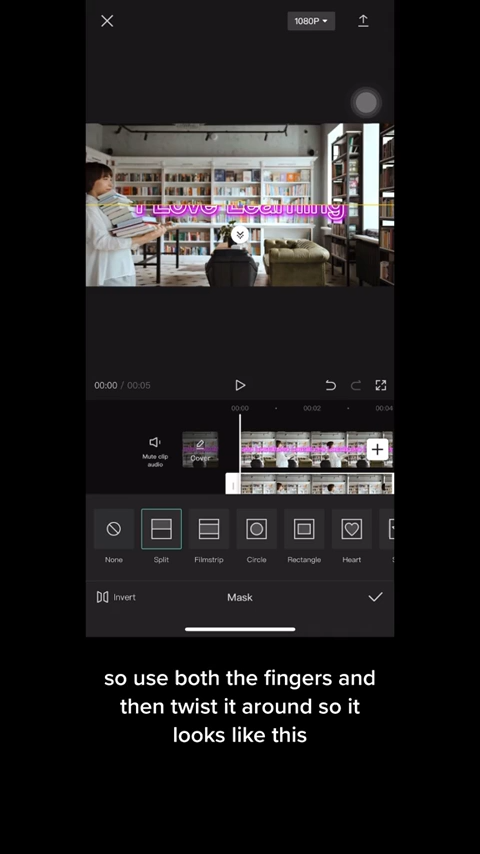 1080P
I Love Learning
00:00 / 00:05
00:00
00:02
00:04
Mute clip
audio
Cover
None
Split
Filmstrip
Circle
Rectangle
Heart
Invert
Mask
so use both the fingers and
then twist it around so it
looks like this